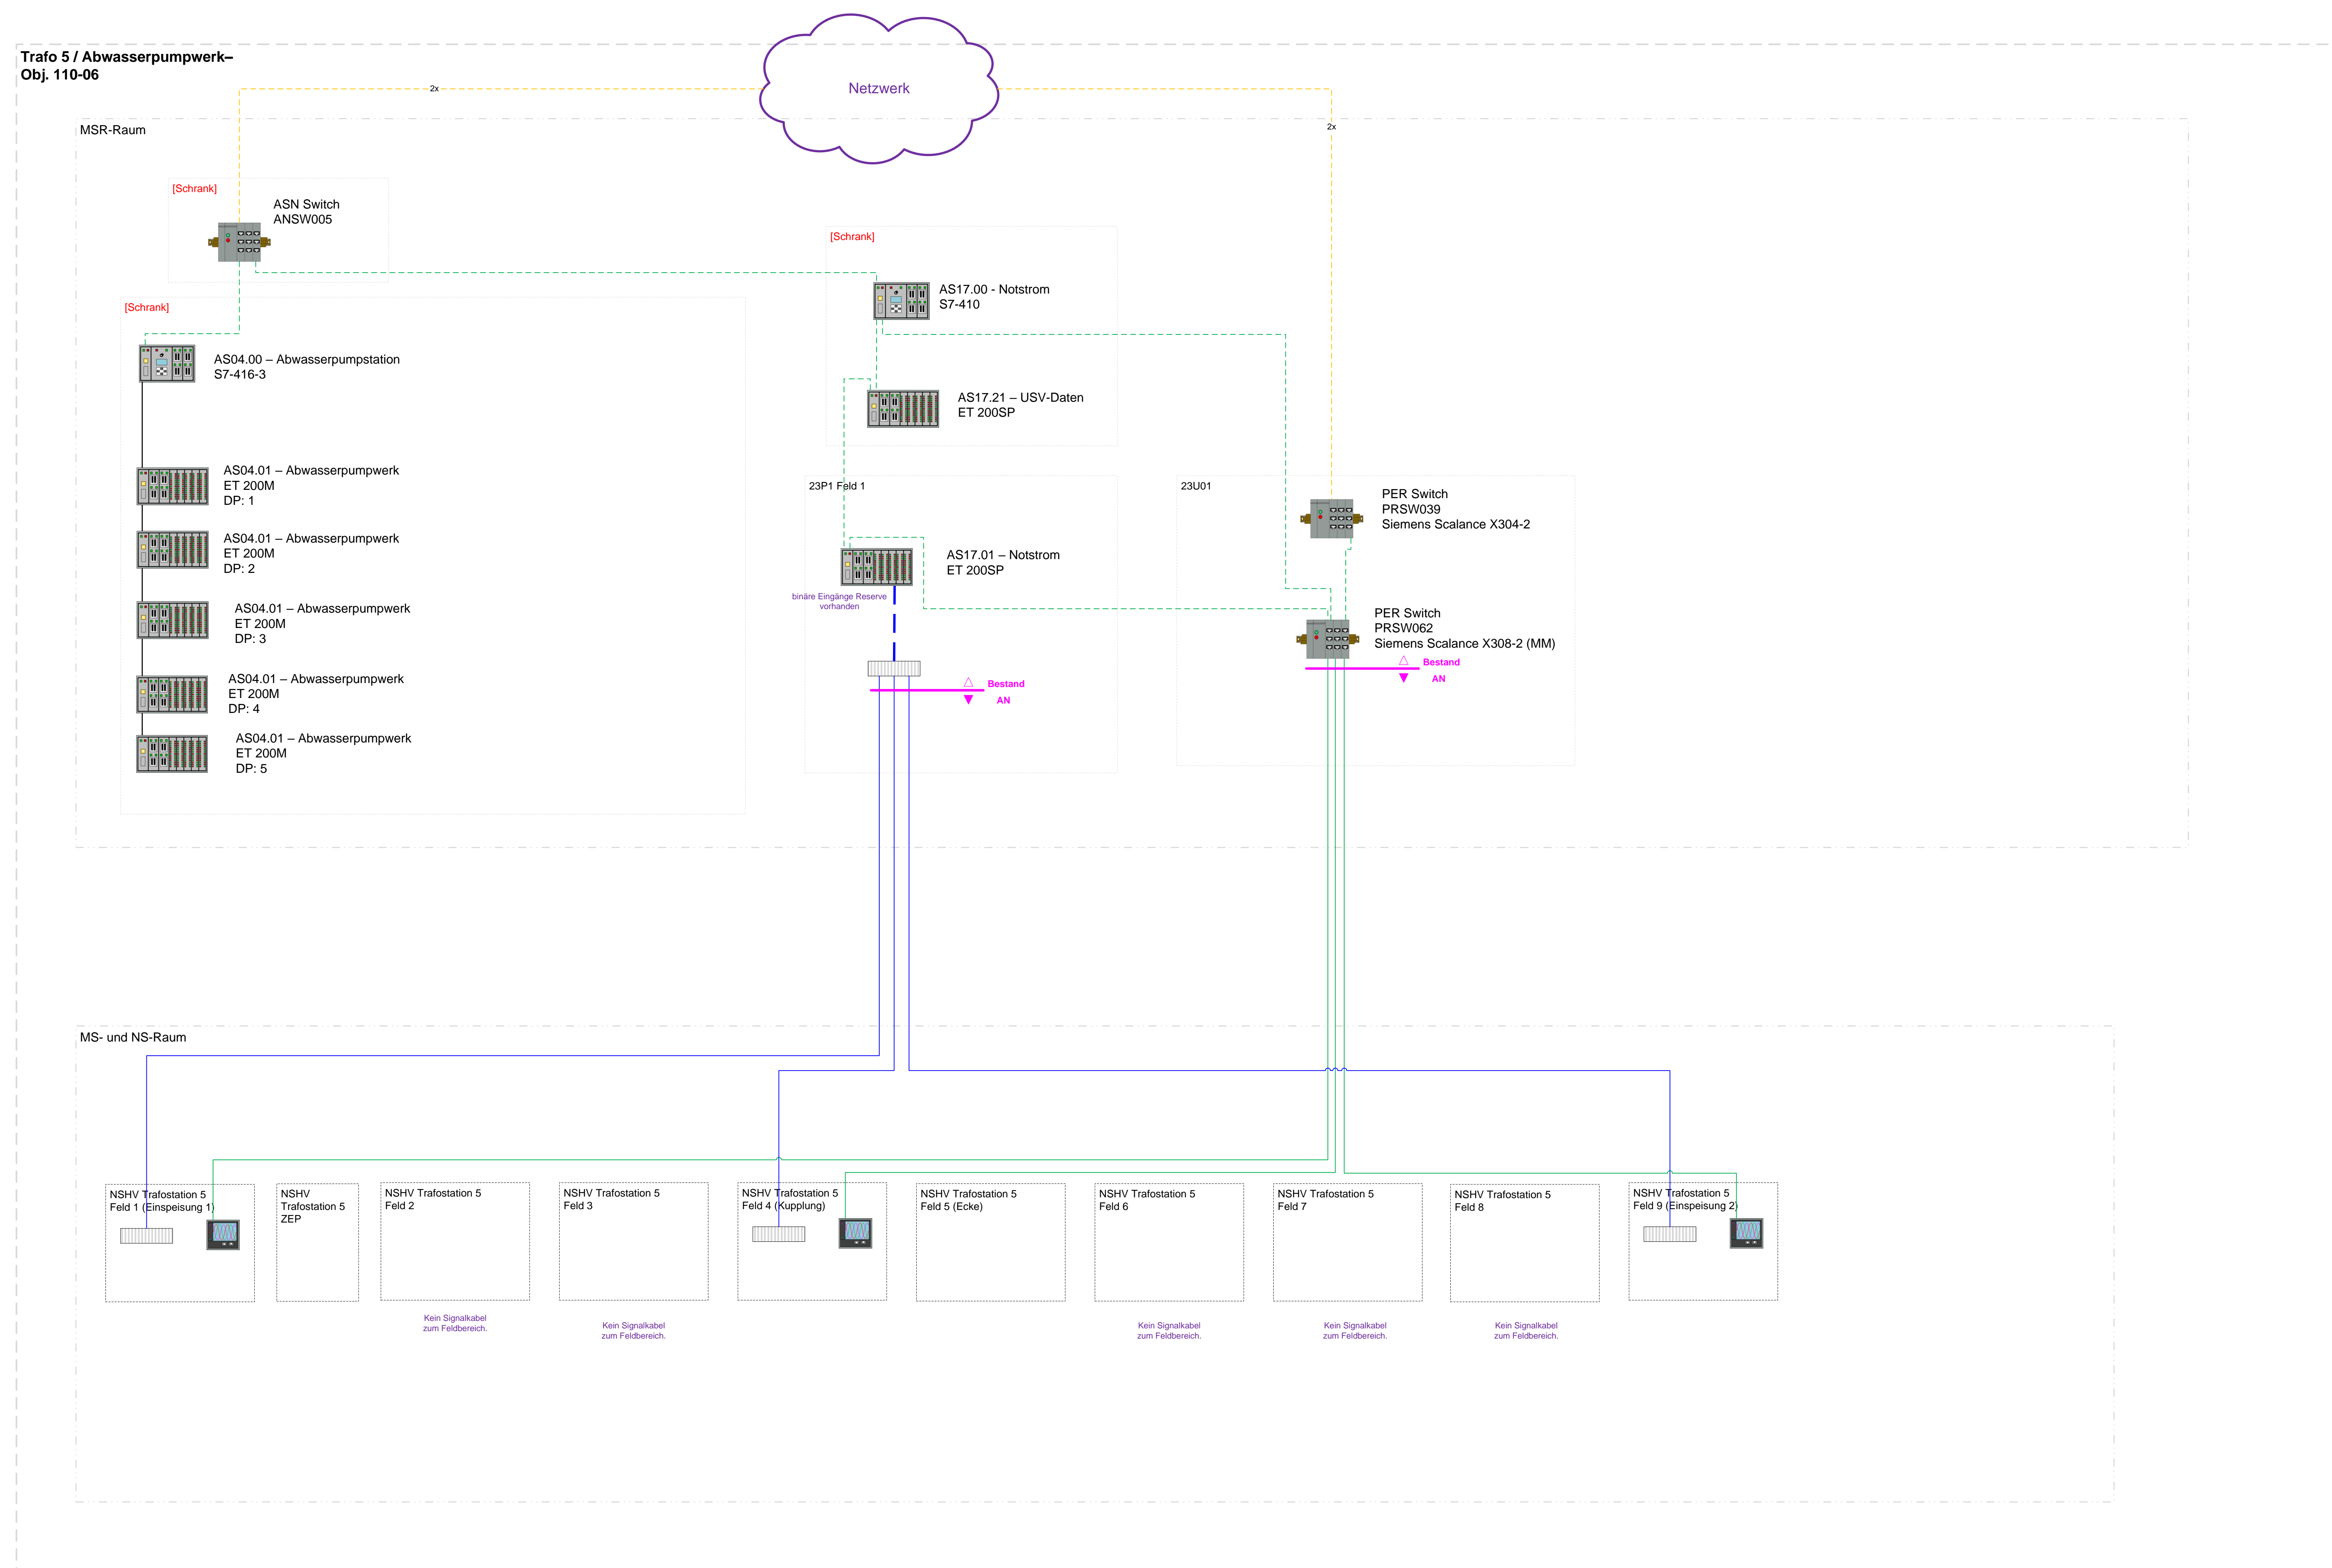 Trafo 5 / Abwasserpumpwerk–
Obj. 110-06
Netzwerk
2x
2x
MSR-Raum
[Schrank]
ASN Switch
ANSW005
[Schrank]
AS17.00 - Notstrom
S7-410
AS17.21 – USV-Daten
ET 200SP
[Schrank]
AS04.00 – Abwasserpumpstation
S7-416-3
AS04.01 – Abwasserpumpwerk
ET 200M
DP: 1
AS04.01 – Abwasserpumpwerk
ET 200M
DP: 2
AS04.01 – Abwasserpumpwerk
ET 200M
DP: 3
AS04.01 – Abwasserpumpwerk
ET 200M
DP: 4
AS04.01 – Abwasserpumpwerk
ET 200M
DP: 5
23P1 Feld 1
AS17.01 – Notstrom
ET 200SP
binäre Eingänge Reserve
vorhanden
Bestand
AN
23U01
PER Switch
PRSW039
Siemens Scalance X304-2
PER Switch
PRSW062
Siemens Scalance X308-2 (MM)
Bestand
AN
MS- und NS-Raum
NSHV Trafostation 5
Feld 1 (Einspeisung 1)
NSHV
Trafostation 5
ZEP
NSHV Trafostation 5
Feld 2
NSHV Trafostation 5
Feld 3
NSHV Trafostation 5
Feld 4 (Kupplung)
NSHV Trafostation 5
Feld 5 (Ecke)
NSHV Trafostation 5
Feld 6
NSHV Trafostation 5
Feld 7
NSHV Trafostation 5
Feld 8
NSHV Trafostation 5
Feld 9 (Einspeisung 2)
Kein Signalkabel
zum Feldbereich.
Kein Signalkabel
zum Feldbereich.
Kein Signalkabel
zum Feldbereich.
Kein Signalkabel
zum Feldbereich.
Kein Signalkabel
zum Feldbereich.